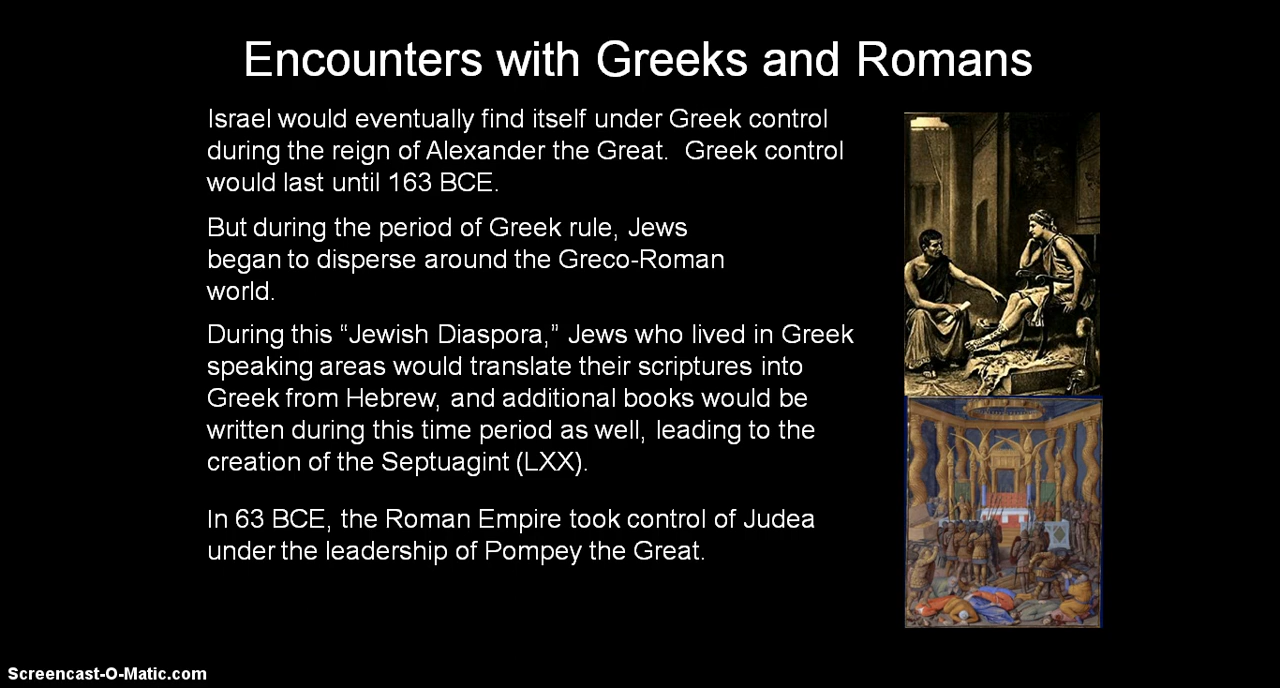 Encounters with Greeks and Romans
Israel would eventually find itself under Greek control
during the reign of Alexander the Great.  Greek control
would last until 163 BCE.
But during the period of Greek rule, Jews
began to disperse around the Greco-Roman
world.
During this “Jewish Diaspora,” Jews who lived in Greek
speaking areas would translate their scriptures into
Greek from Hebrew, and additional books would be
written during this time period as well, leading to the
creation of the Septuagint (LXX).
In 63 BCE, the Roman Empire took control of Judea
under the leadership of Pompey the Great.
Screencast-O-Matic.com